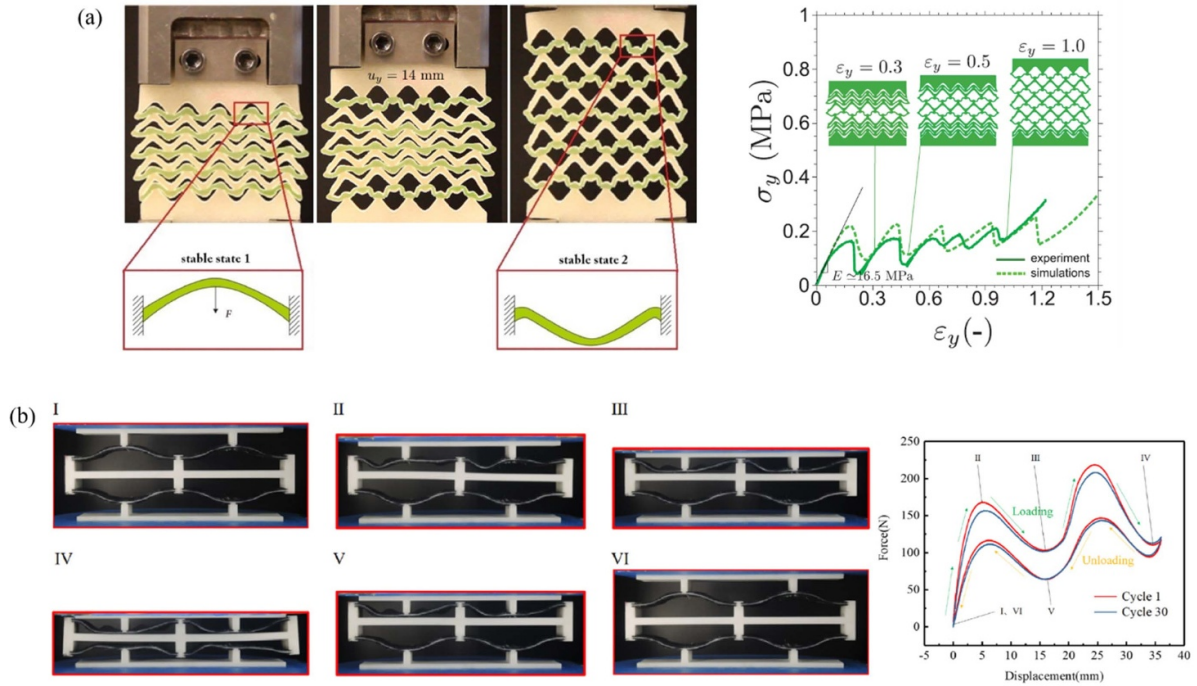 (a)
u_y = 14 mm
stable state 1
F
stable state 2
σ_y (MPa)
1
0.8
0.6
0.4
0.2
0
ε_y = 0.3
ε_y = 0.5
ε_y = 1.0
E ≃16.5 MPa
experiment
simulations
0 0.3 0.6 0.9 1.2 1.5
ε_y(-)
(b)
I
II
III
IV
V
VI
Force(N)
250
200
150
100
50
0
II
III
IV
Loading
Unloading
I、VI
V
Cycle 1
Cycle 30
-5 0 5 10 15 20 25 30 35 40
Displacement(mm)